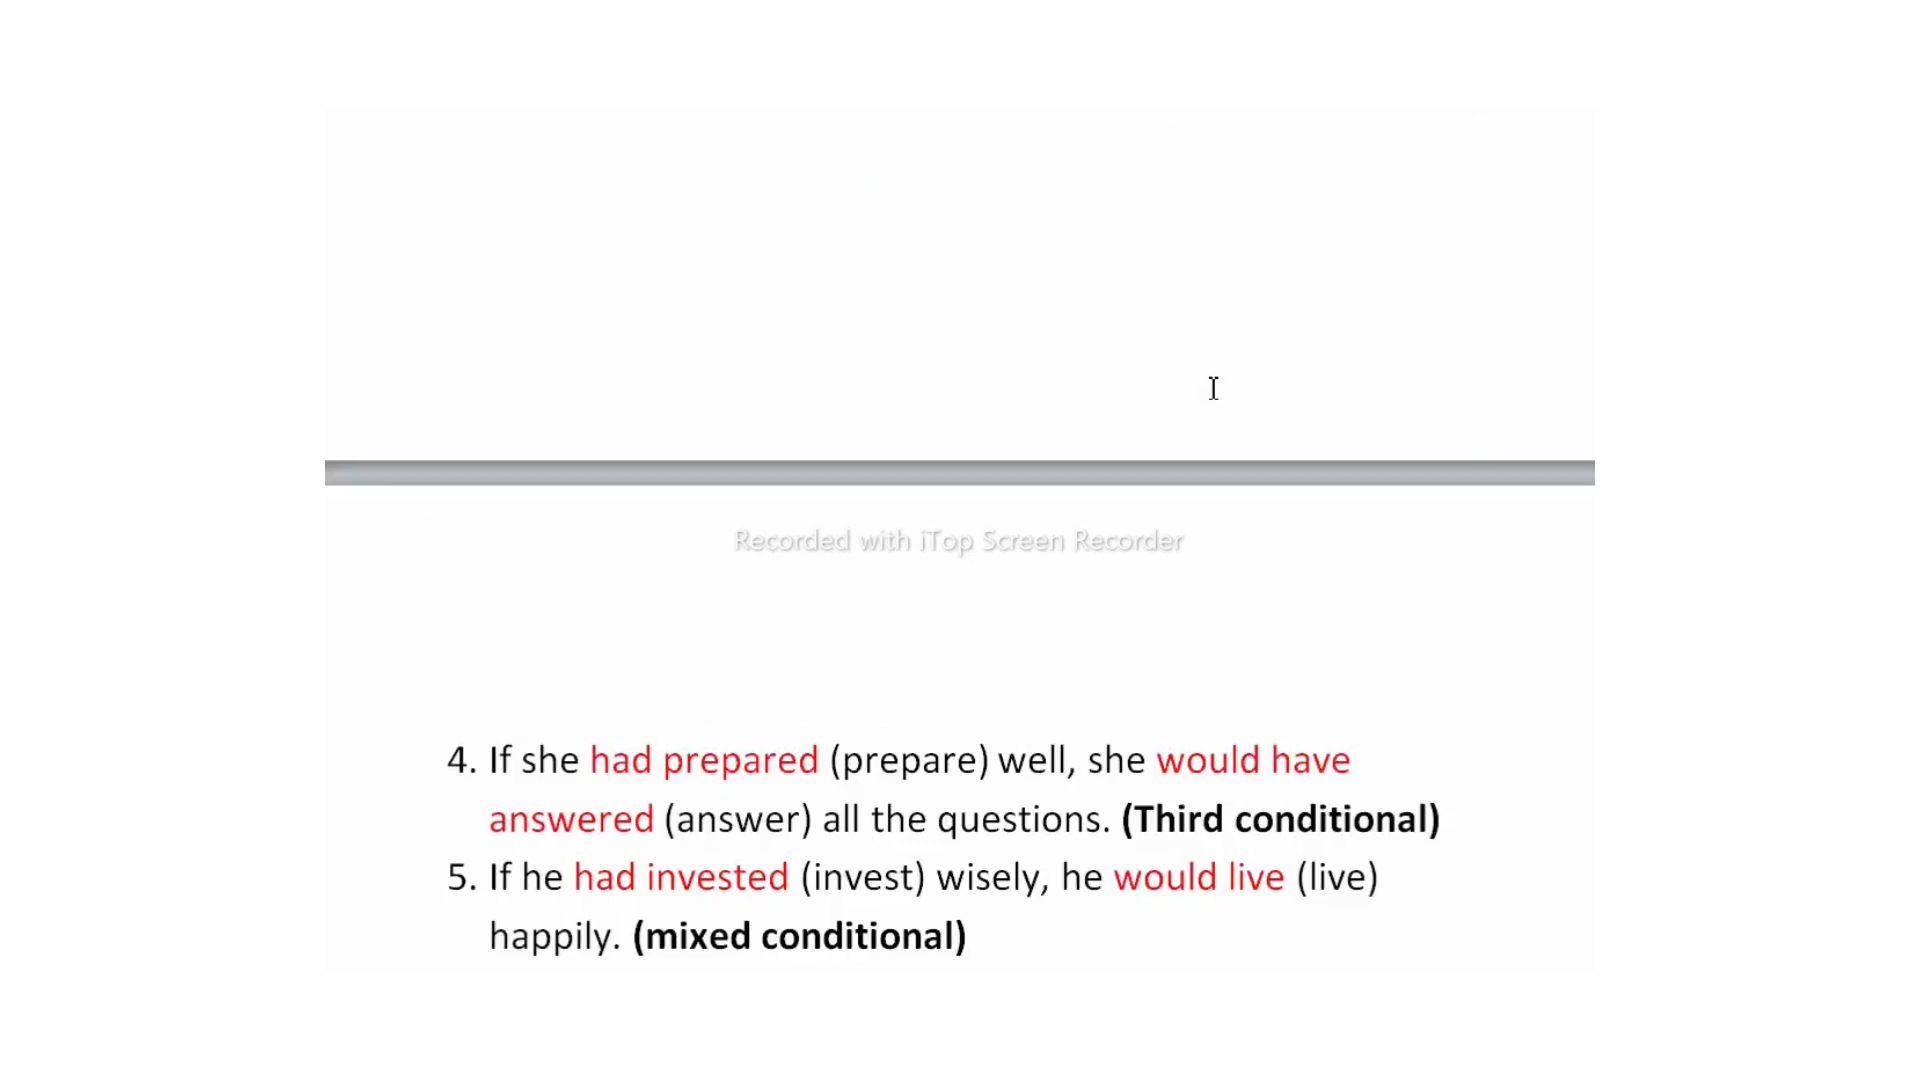 Recorded with iTop Screen Recorder
4. If she had prepared (prepare) well, she would have
answered (answer) all the questions. (Third conditional)
5. If he had invested (invest) wisely, he would live (live)
happily. (mixed conditional)